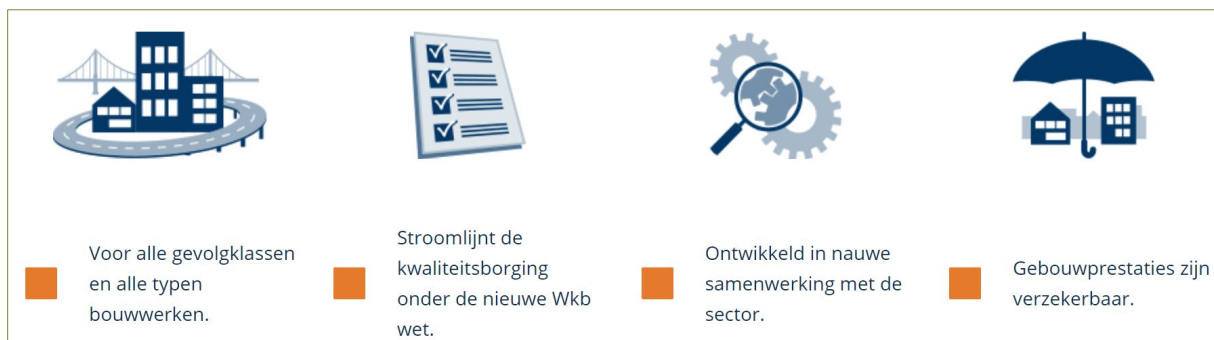 Voor alle gevolgklassen
en alle typen
bouwwerken.
Stroomlijnt de
kwaliteitsborging
onder de nieuwe Wkb
wet.
Ontwikkeld in nauwe
samenwerking met de
sector.
Gebouwprestaties zijn
verzekerbaar.